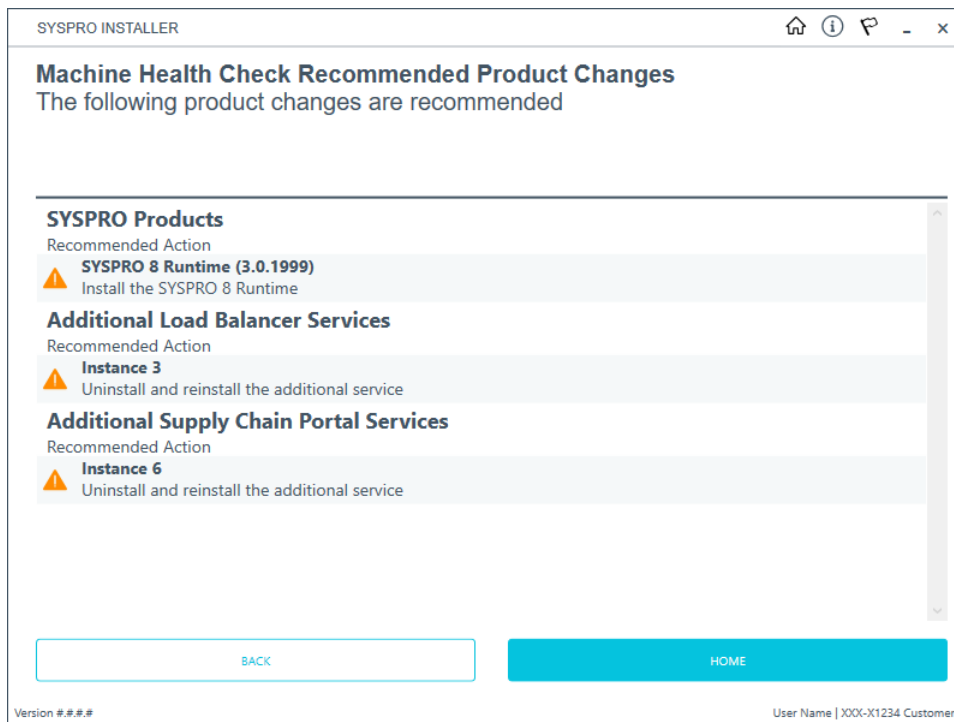 SYSPRO INSTALLER
Machine Health Check Recommended Product Changes
The following product changes are recommended
SYSPRO Products
Recommended Action
SYSPRO 8 Runtime (3.0.1999)
Install the SYSPRO 8 Runtime
Additional Load Balancer Services
Recommended Action
Instance 3
Uninstall and reinstall the additional service
Additional Supply Chain Portal Services
Recommended Action
Instance 6
Uninstall and reinstall the additional service
BACK
HOME
Version #.#.#.#
User Name | XXX-X1234 Customer